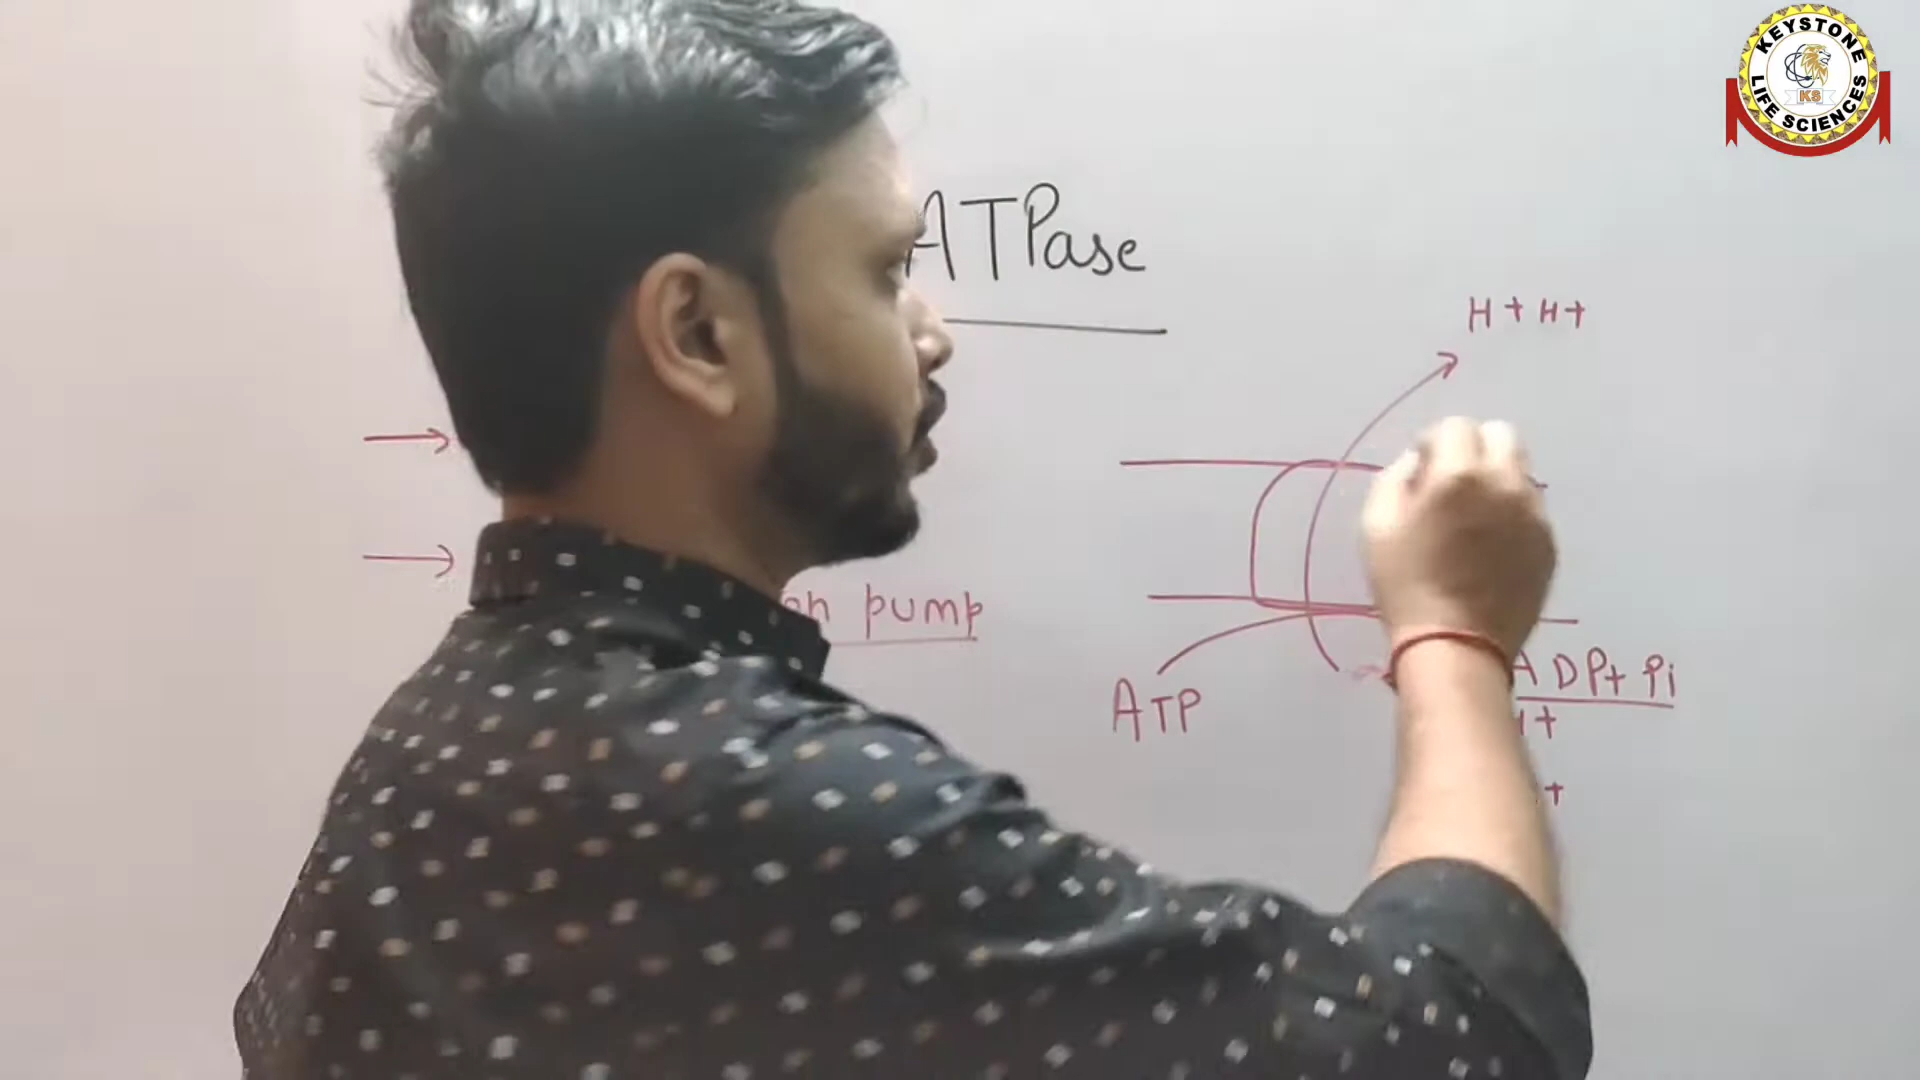 KEYSTONE
LIFE SCIENCES
KS
ATPase
H+ H+
pump
ATP
ADP+ Pi